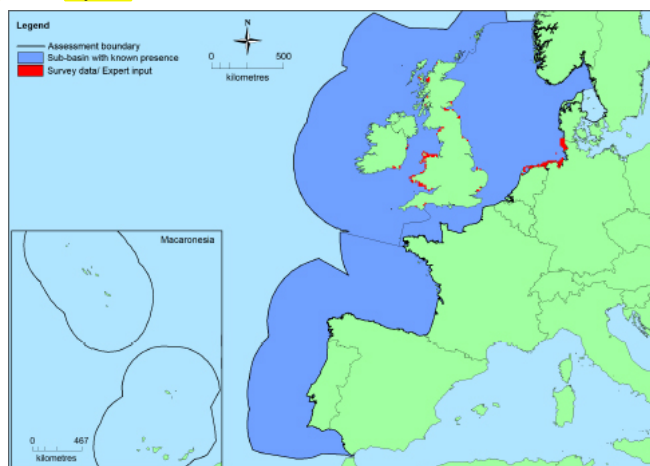 Legend
Assessment boundary
Sub-basin with known presence
Survey data/ Expert input
N
0 500
kilometres
Macaronesia
0 467
kilometres